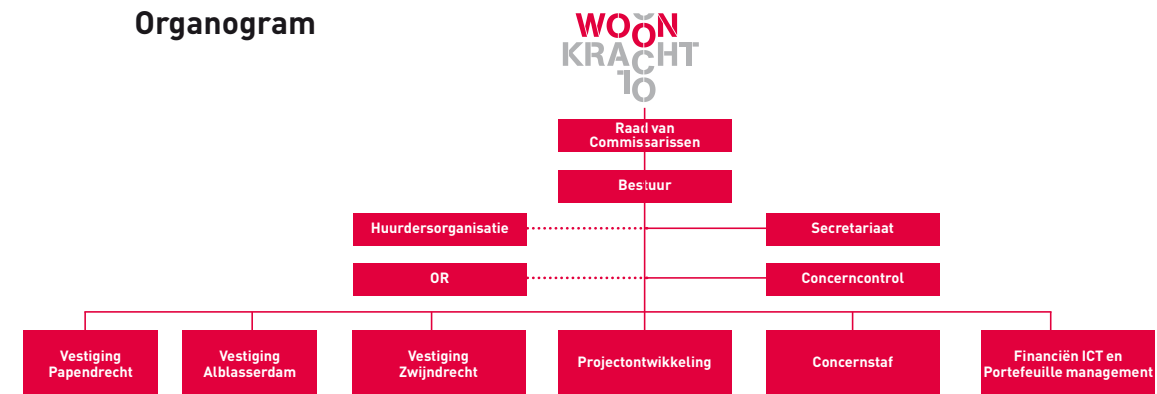 Organogram
WOON
KRACHT
10
Raad van
Commissarissen
Bestuur
Huurdersorganisatie
Secretariaat
OR
Concerncontrol
Vestiging
Papendrecht
Vestiging
Alblasserdam
Vestiging
Zwijndrecht
Projectontwikkeling
Concernstaf
Financiën ICT en
Portefeuille management